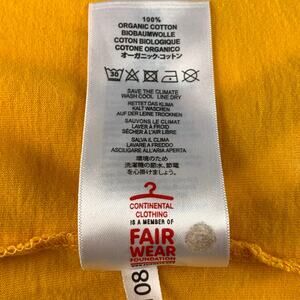 100%
ORGANIC COTTON
BIOBAUMWOLLE
COTON BIOLOGIQUE
COTONE ORGANICO
オーガニック・コットン
30
SAVE THE CLIMATE
WASH COOL LINE DRY
RETTET DAS KLIMA
KALT WASCHEN
AUF DER LEINE TROCKNEN
SAUVONS LE CLIMAT
LAVER A FROID
SÉCHER À L'AIR LIBRE
SALVA IL CLIMA
LAVARE A FREDDO
ASCIUGARE ALL'ARIA APERTA
環境のため
洗濯機の節水、節電
を心掛けましょう
CONTINENTAL
CLOTHING
IS A MEMBER OF
FAIR
WEAR
FOUNDATION
08